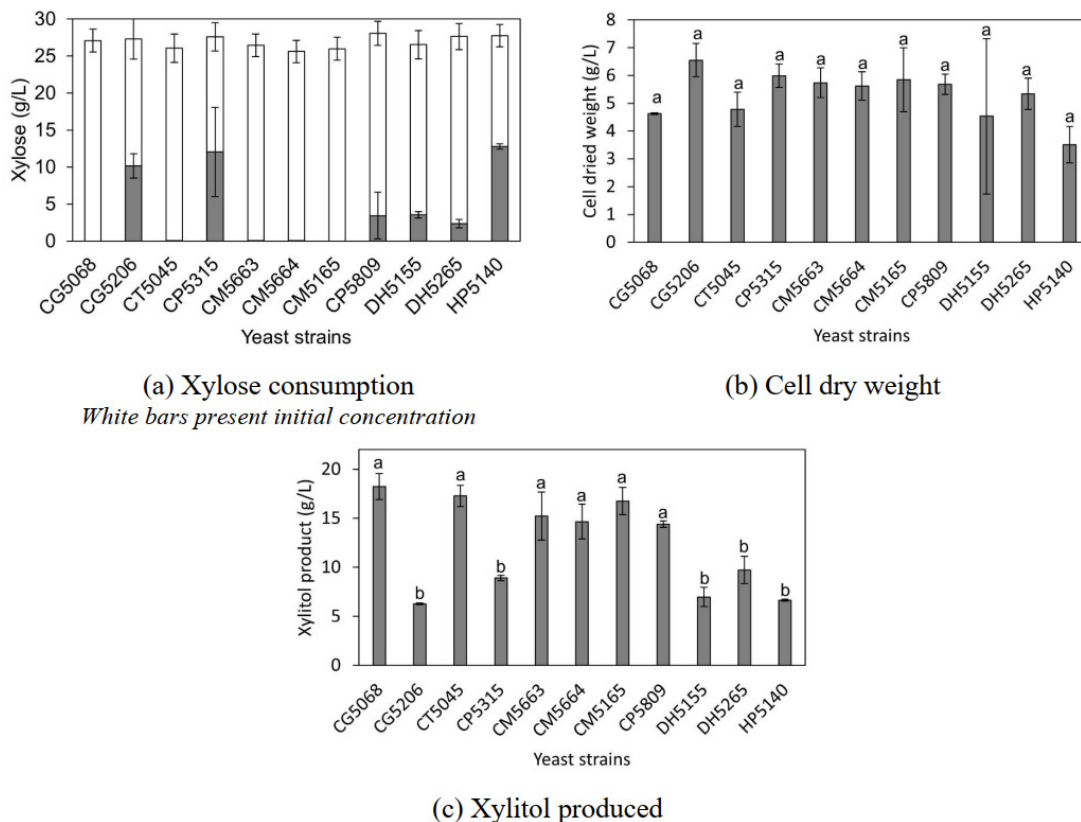 30
25
20
15
10
5
0
Xylose (g/L)
CG5068
CG5206
CT5045
CP5315
CM5663
CM5664
CM5165
CP5809
DH5155
DH5265
HP5140
Yeast strains
(a) Xylose consumption
White bars present initial concentration
8
7
6
5
4
3
2
1
0
Cell dried weight (g/L)
a a a a a a a a a a a
CG5068
CG5206
CT5045
CP5315
CM5663
CM5664
CM5165
CP5809
DH5155
DH5265
HP5140
Yeast strains
(b) Cell dry weight
20
15
10
5
0
Xylitol product (g/L)
a b a b a a a a b b b
CG5068
CG5206
CT5045
CP5315
CM5663
CM5664
CM5165
CP5809
DH5155
DH5265
HP5140
Yeast strains
(c) Xylitol produced